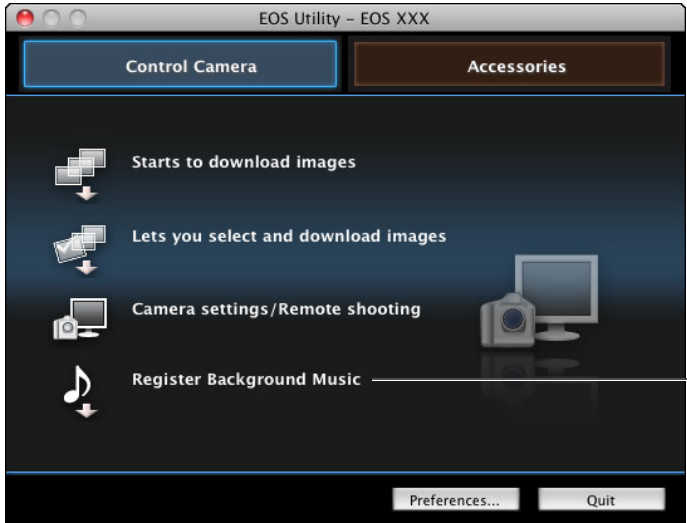 EOS Utility – EOS XXX
Control Camera
Accessories
Starts to download images
Lets you select and download images
Camera settings/Remote shooting
Register Background Music
Preferences...
Quit